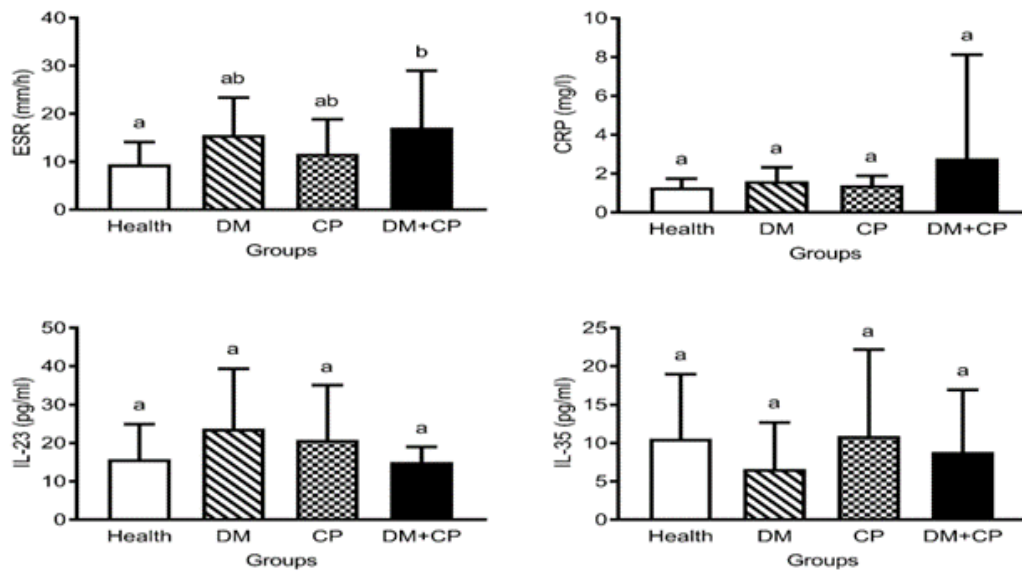 ESR (mm/h)
40
30
20
10
0
a
ab
ab
b
Health DM CP DM+CP
Groups
CRP (mg/l)
10
8
6
4
2
0
a
a
a
a
Health DM CP DM+CP
Groups
IL-23 (pg/ml)
50
40
30
20
10
0
a
a
a
a
Health DM CP DM+CP
Groups
IL-35 (pg/ml)
25
20
15
10
5
0
a
a
a
a
Health DM CP DM+CP
Groups